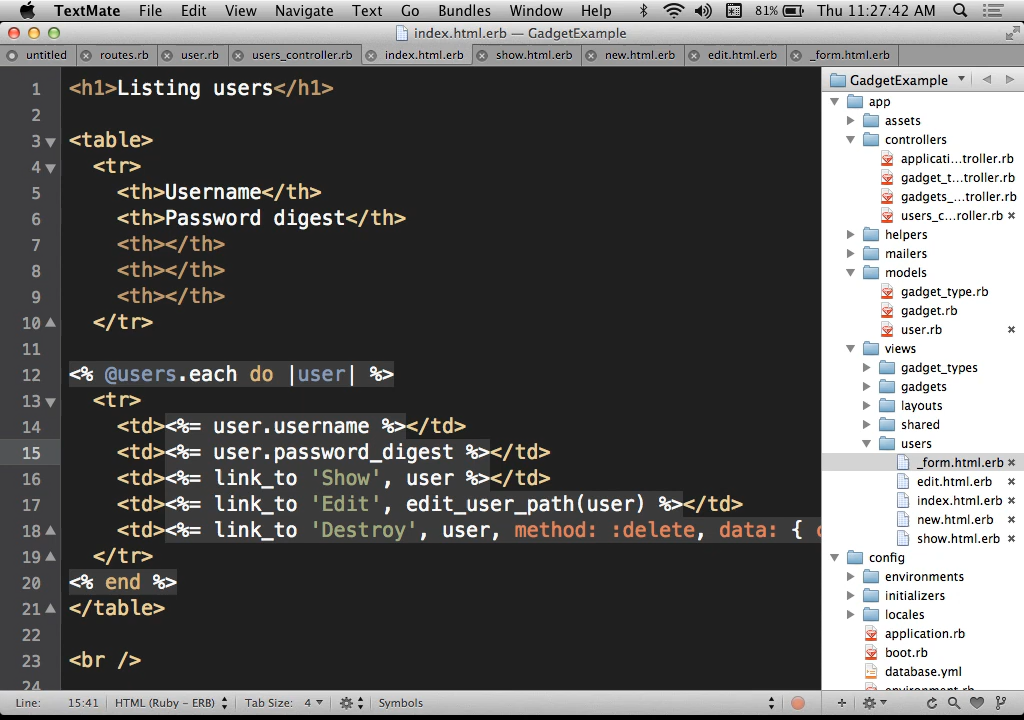 TextMate File Edit View Navigate Text Go Bundles Window Help 81% Thu 11:27:42 AM
index.html.erb — GadgetExample
untitled routes.rb user.rb users_controller.rb index.html.erb show.html.erb new.html.erb edit.html.erb _form.html.erb
1 <h1>Listing users</h1>
2
3 <table>
4 <tr>
5 <th>Username</th>
6 <th>Password digest</th>
7 <th></th>
8 <th></th>
9 <th></th>
10 </tr>
11
12 <% @users.each do |user| %>
13 <tr>
14 <td><%= user.username %></td>
15 <td><%= user.password_digest %></td>
16 <td><%= link_to 'Show', user %></td>
17 <td><%= link_to 'Edit', edit_user_path(user) %></td>
18 <td><%= link_to 'Destroy', user, method: :delete, data: {
19 </tr>
20 <% end %>
21 </table>
22
23 <br />
24
GadgetExample
app
assets
controllers
applicati...troller.rb
gadget_t...troller.rb
gadgets_...troller.rb
users_c...roller.rb
helpers
mailers
models
gadget_type.rb
gadget.rb
user.rb
views
gadget_types
gadgets
layouts
shared
users
_form.html.erb
edit.html.erb
index.html.erb
new.html.erb
show.html.erb
config
environments
initializers
locales
application.rb
boot.rb
database.yml
environment.rb
Line: 15:41 HTML (Ruby – ERB) Tab Size: 4 Symbols